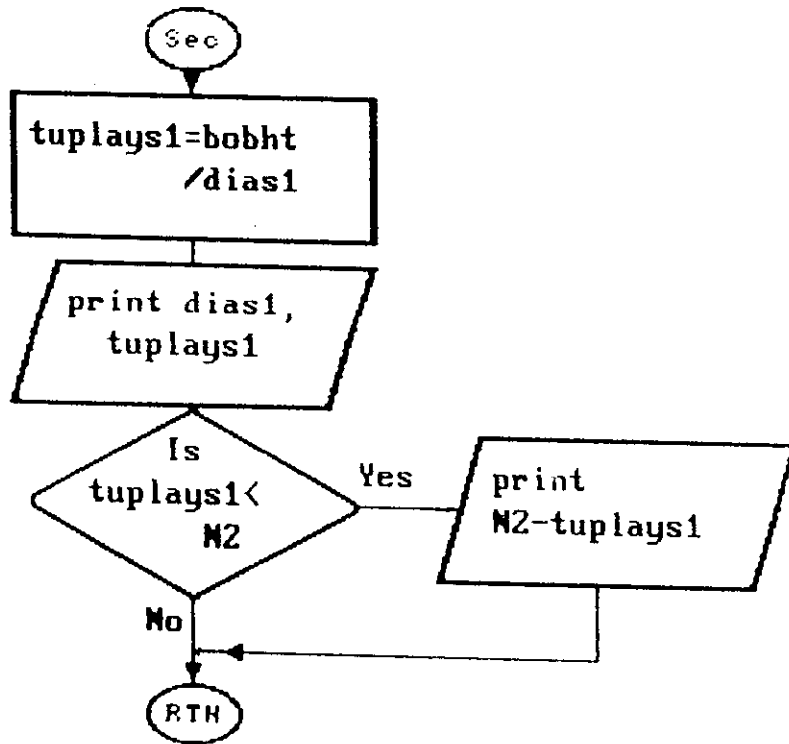 Sec
tuplays1=bobht
/dias1
print dias1,
tuplays1
Is
tuplays1<
N2
Yes
print
N2-tuplays1
No
RTN